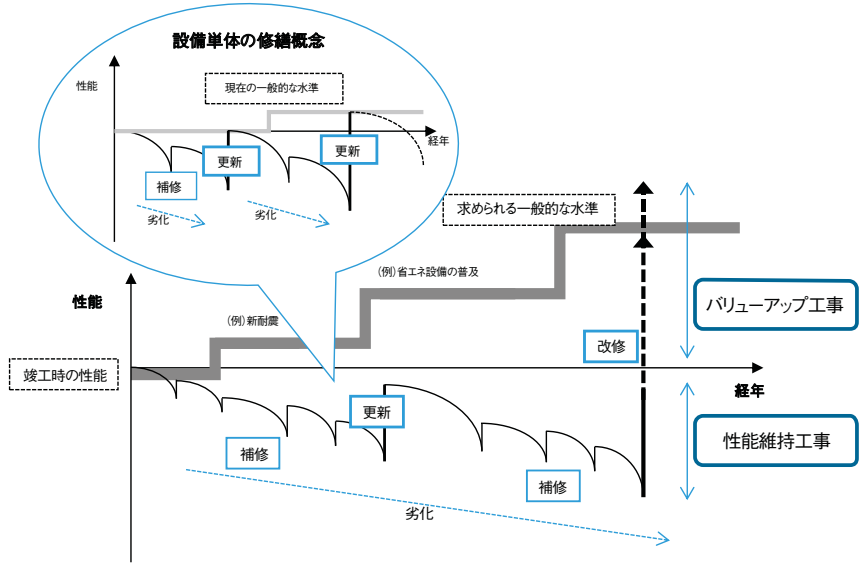 設備単体の修繕概念
性能
現在の一般的な水準
経年
更新
更新
補修
劣化
劣化
求められる一般的な水準
(例)省エネ設備の普及
性能
バリューアップ工事
(例)新耐震
改修
竣工時の性能
経年
更新
性能維持工事
補修
補修
劣化